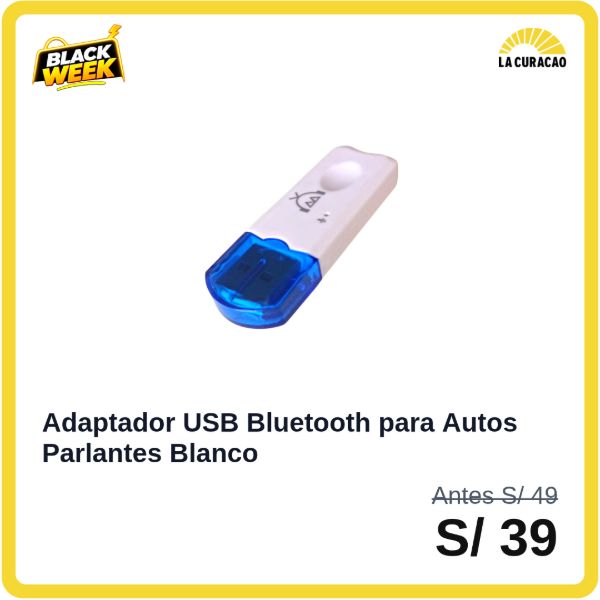 BLACK
WEEK
LA CURACAO
Adaptador USB Bluetooth para Autos
Parlantes Blanco
Antes S/ 49
S/ 39